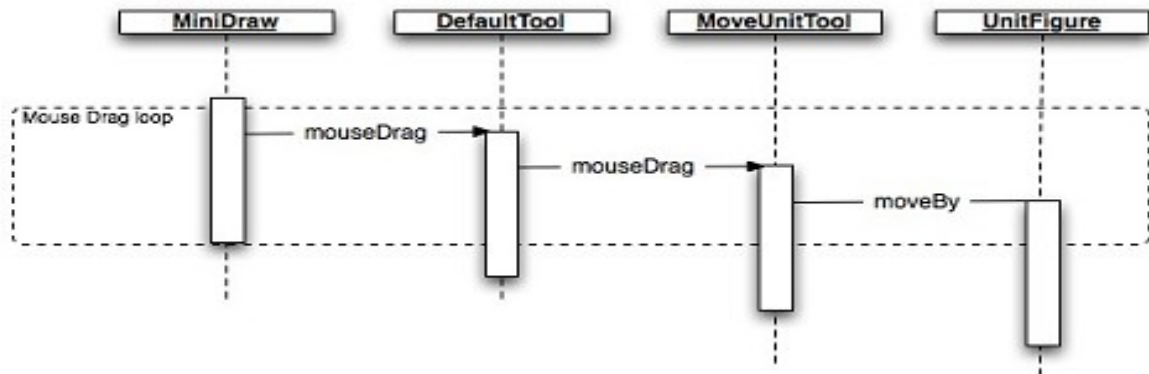 MiniDraw
DefaultTool
MoveUnitTool
UnitFigure
Mouse Drag loop
mouseDrag
mouseDrag
moveBy